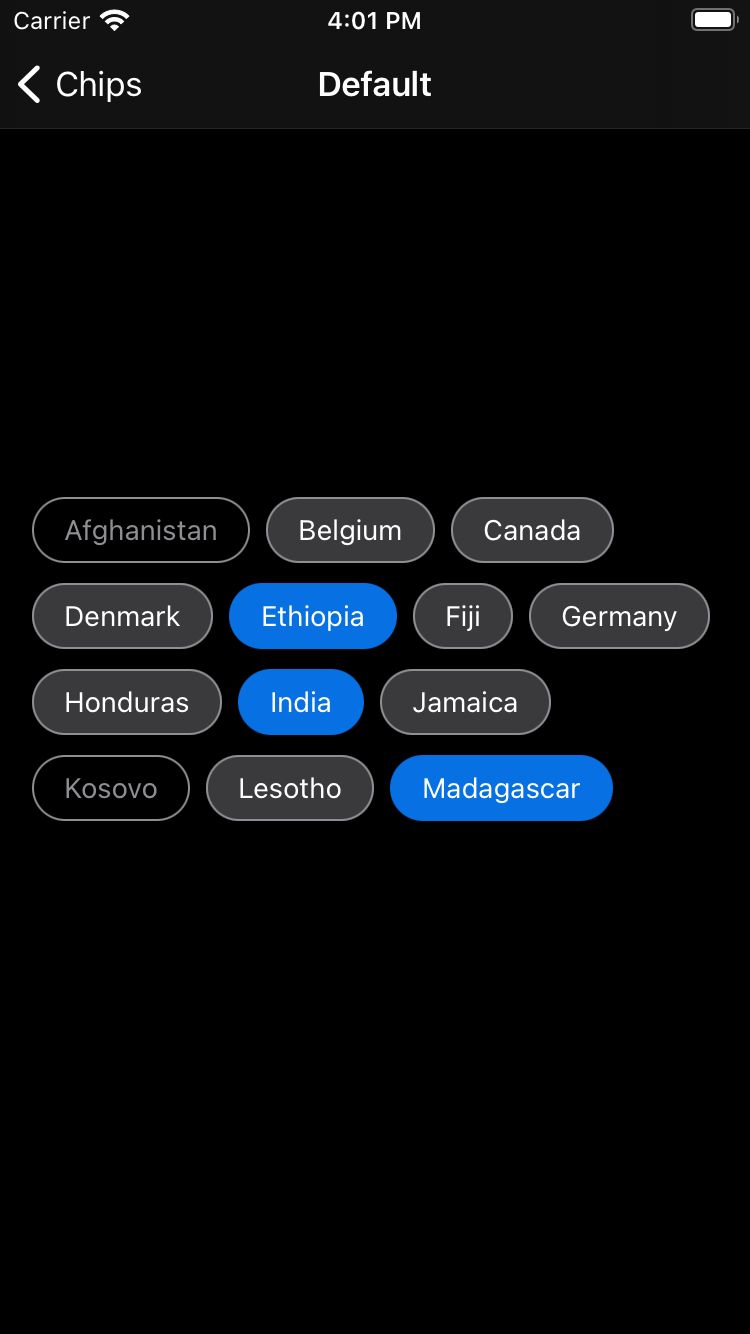 Carrier 4:01 PM
Chips Default
Afghanistan Belgium Canada
Denmark Ethiopia Fiji Germany
Honduras India Jamaica
Kosovo Lesotho Madagascar